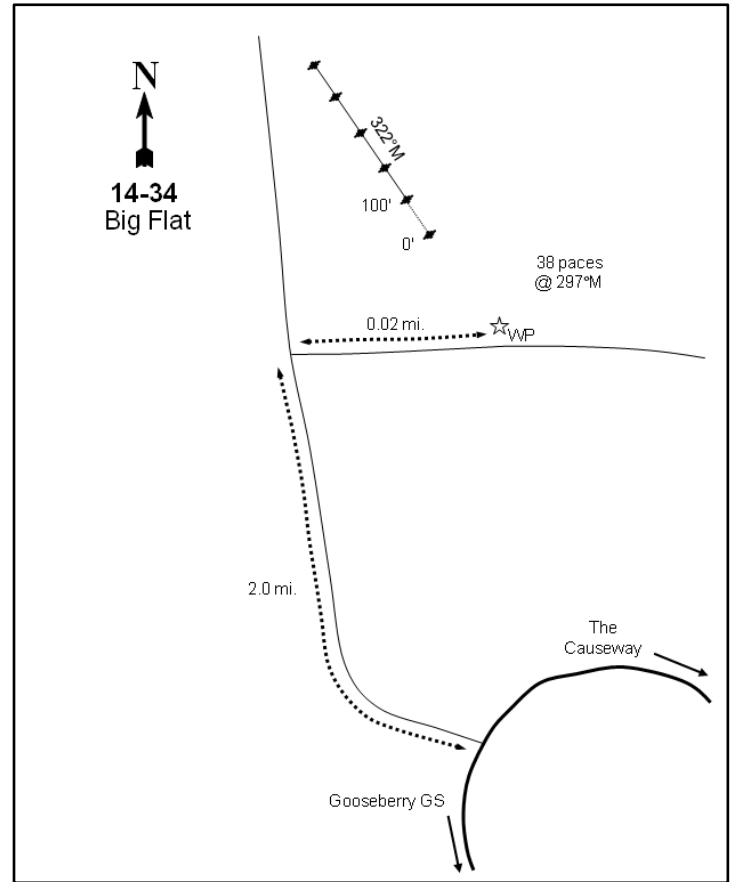 N
14-34
Big Flat
322°M
100'
0'
38 paces
@ 297°M
0.02 mi.
WP
2.0 mi.
The
Causeway
Gooseberry GS